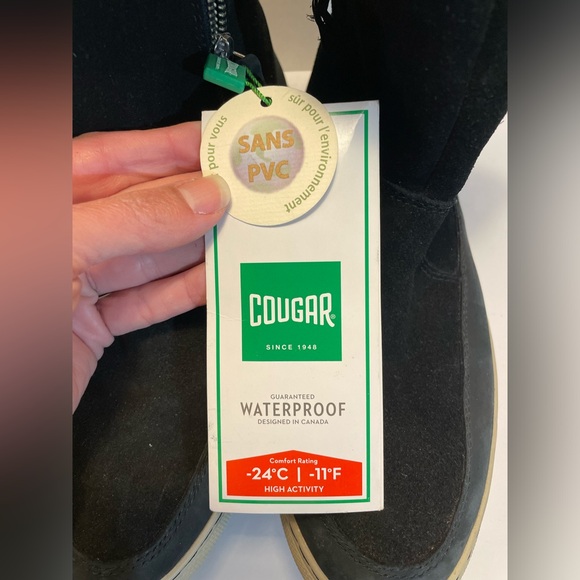 pour vous
sûr pour l'environnement
SANS
PVC
COUGAR®
SINCE 1948
GUARANTEED
WATERPROOF
DESIGNED IN CANADA
Comfort Rating
-24°C | -11°F
HIGH ACTIVITY